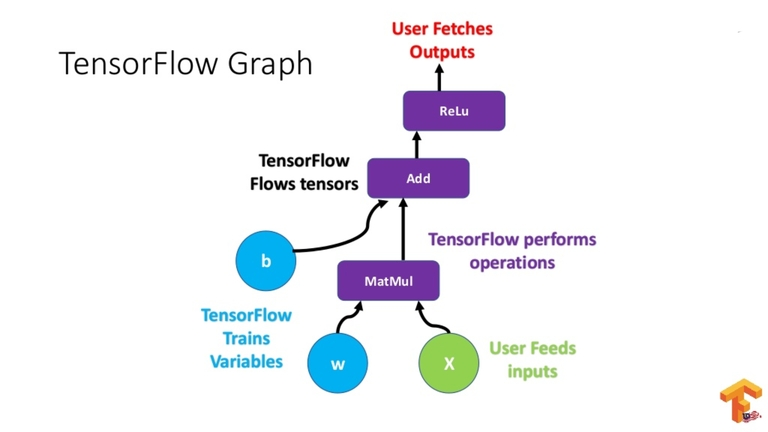 User Fetches
Outputs
TensorFlow Graph
ReLu
TensorFlow
Flows tensors
Add
b
TensorFlow performs
operations
MatMul
TensorFlow
Trains
Variables
w
X
User Feeds
inputs